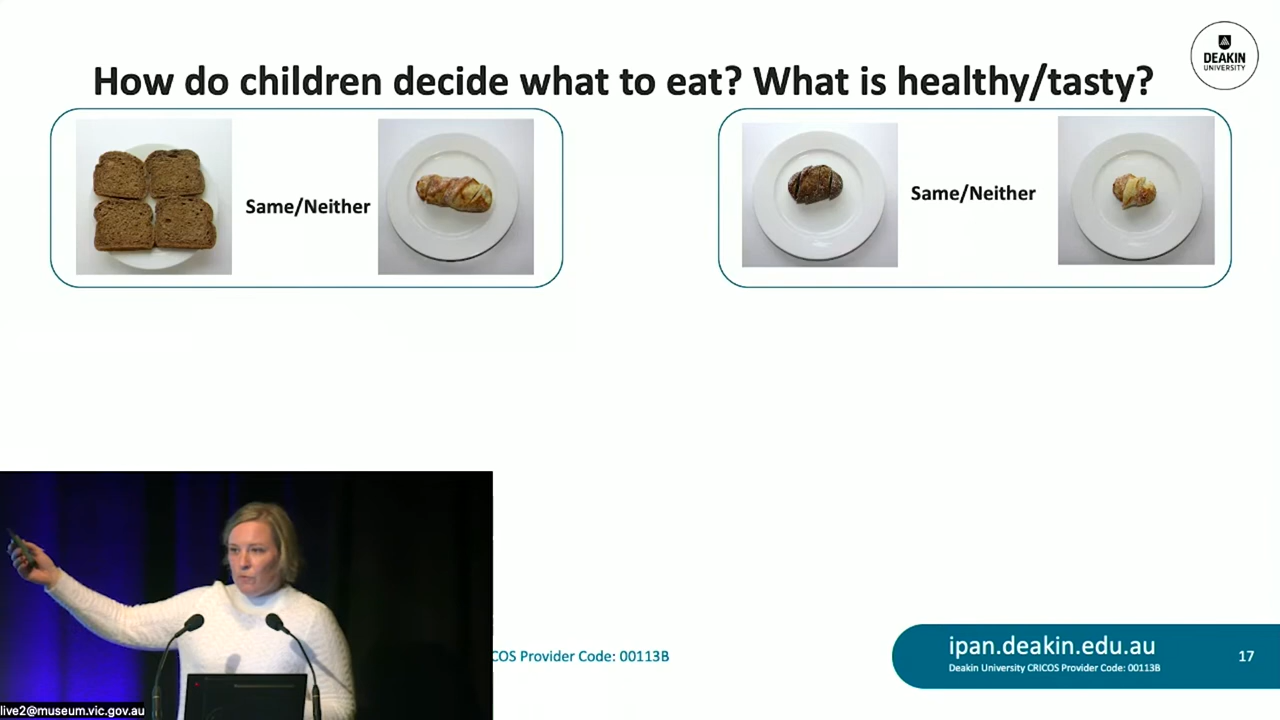 DEAKIN
UNIVERSITY
How do children decide what to eat? What is healthy/tasty?
Same/Neither
Same/Neither
COS Provider Code: 00113B
ipan.deakin.edu.au
Deakin University CRICOS Provider Code: 00113B
17
live2@museum.vic.gov.au